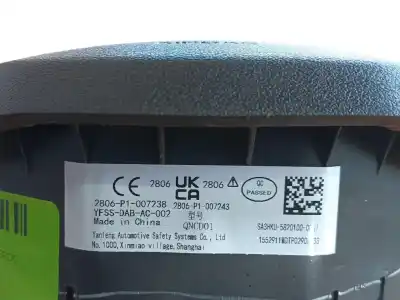 CE 2806 UK CA 2806 QC PASSED
2806-P1-007238 2806-P1-007243
YFSS-DAB-AC-002 型号
Made in China QNCD01
Yanfeng Automotive Safety Systems Co., Ltd
No.1000, Xinmiao village, Shanghai